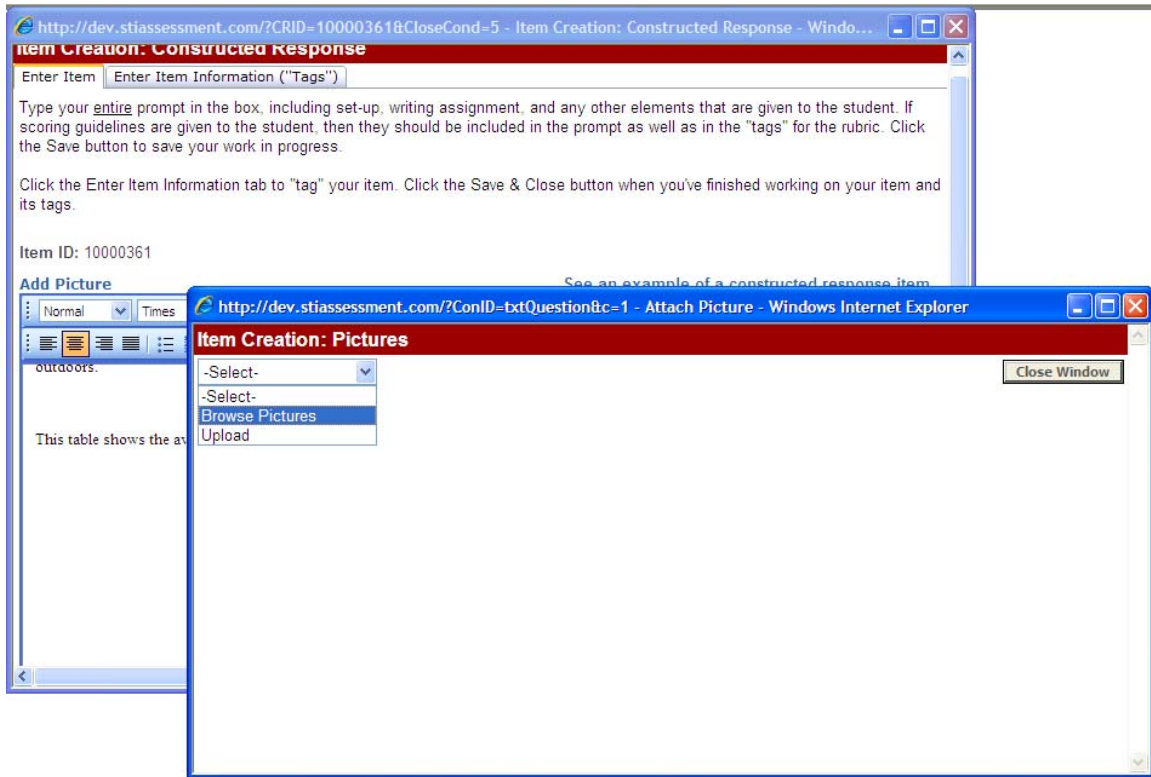 http://dev.stiassessment.com/?CRID=10000361&CloseCond=5 - Item Creation: Constructed Response - Windo...
Item Creation: Constructed Response
Enter Item
Enter Item Information ("Tags")
Type your entire prompt in the box, including set-up, writing assignment, and any other elements that are given to the student. If
scoring guidelines are given to the student, then they should be included in the prompt as well as in the "tags" for the rubric. Click
the Save button to save your work in progress.
Click the Enter Item Information tab to "tag" your item. Click the Save & Close button when you've finished working on your item and
its tags.
Item ID: 10000361
Add Picture
See an example of a constructed response item
Normal
Times
outdoors.
This table shows the
http://dev.stiassessment.com/?ConID=txtQuestion&c=1 - Attach Picture - Windows Internet Explorer
Item Creation: Pictures
-Select-
Close Window
-Select-
Browse Pictures
Upload